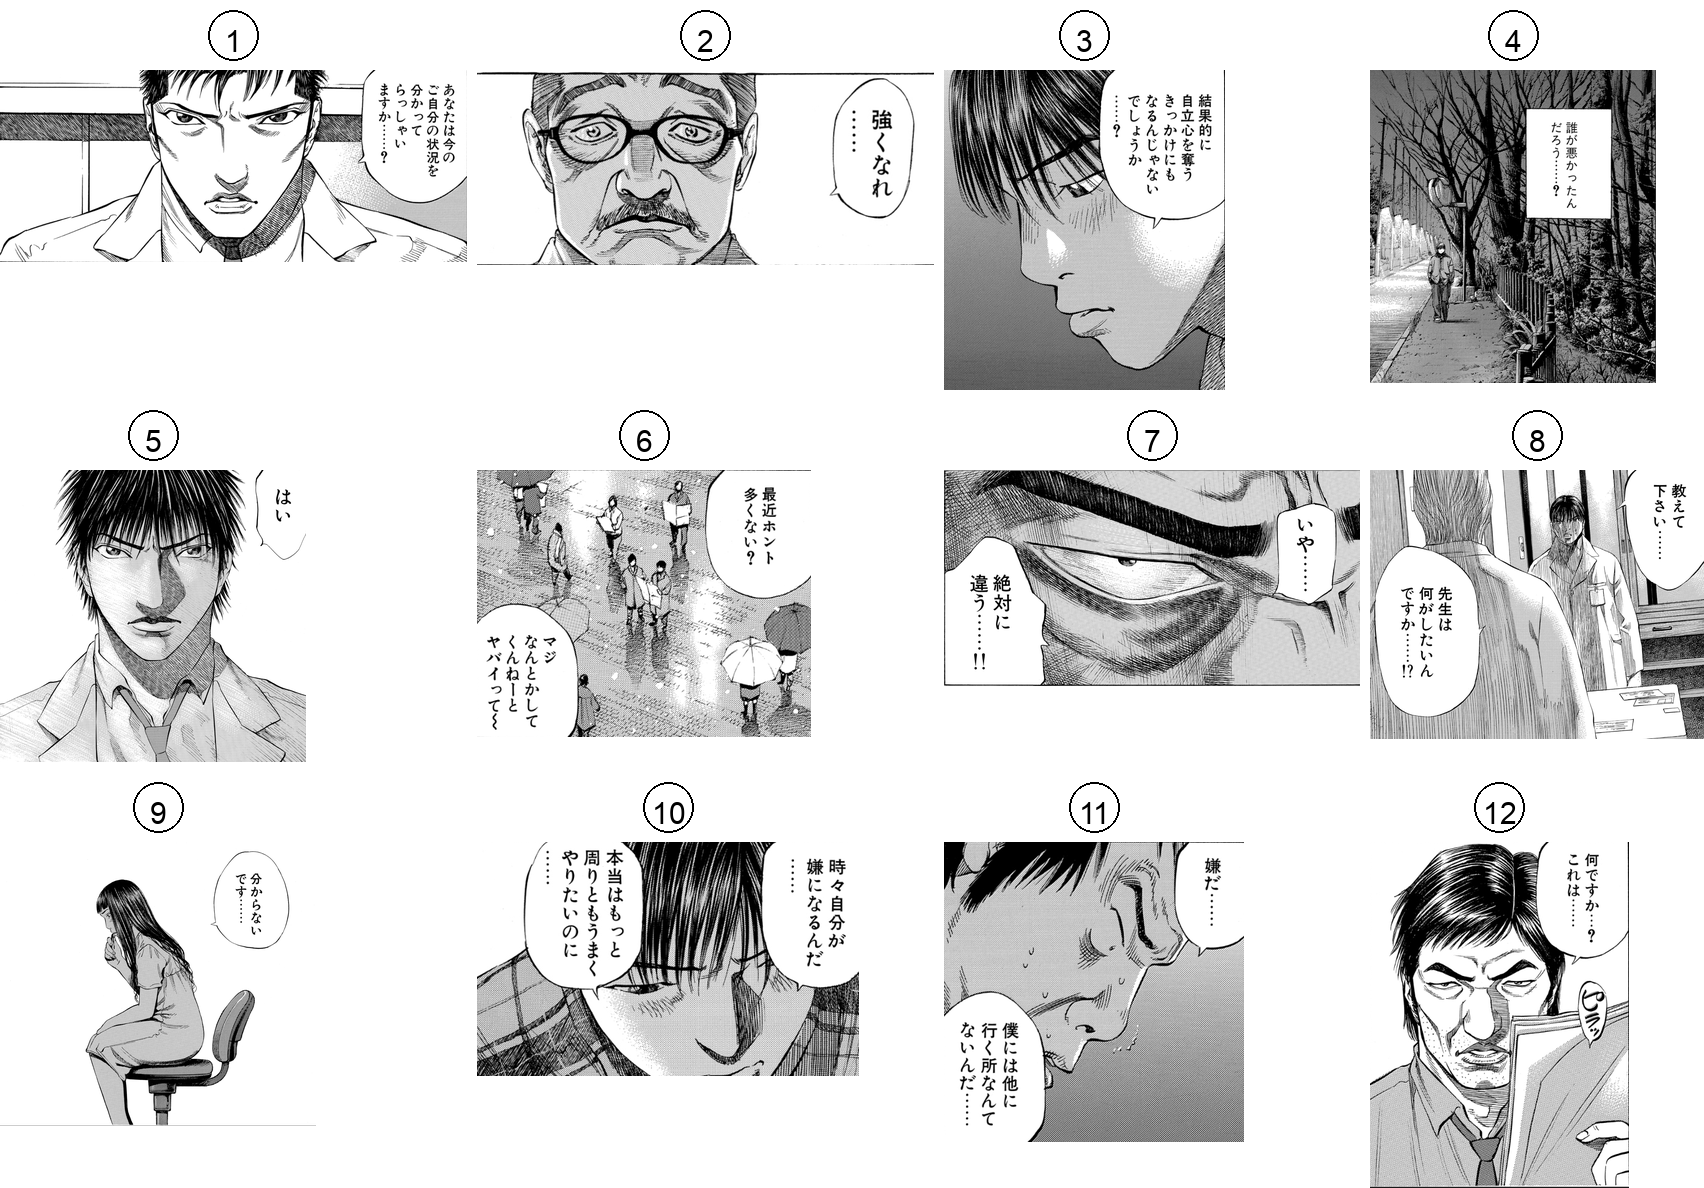 1
あなたは今の
ご自分の状況を
分かって
らっしゃい
ますか……?
2
強くなれ
……
3
結果的に
自立心を奪う
きっかけにも
なるんじゃない
でしょうか
……?
4
誰が悪かったん
だろう……?
5
はい
6
最近ホント
多くない?
マジ
なんとかして
くんねーと
ヤバイって〜
7
いや……
絶対に
違う……!!
8
教えて
下さい……
先生は
何がしたいん
ですか……!?
9
分からない
です……
10
時々自分が
嫌になるんだ
……
本当はもっと
周りともうまく
やりたいのに
……
11
嫌だ……
僕には他に
行く所なんて
ないんだ……
12
何ですか…?
これは……
ピラッ